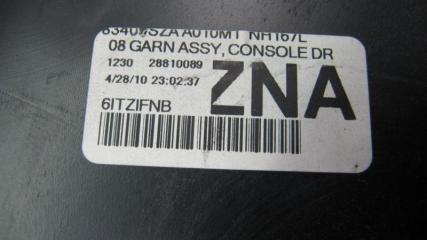 SZA A010M1 NH167L
08 GARN ASSY, CONSOLE DR
1230 28810089
4/28/10 23:02:37
ZNA
6ITZIFNB